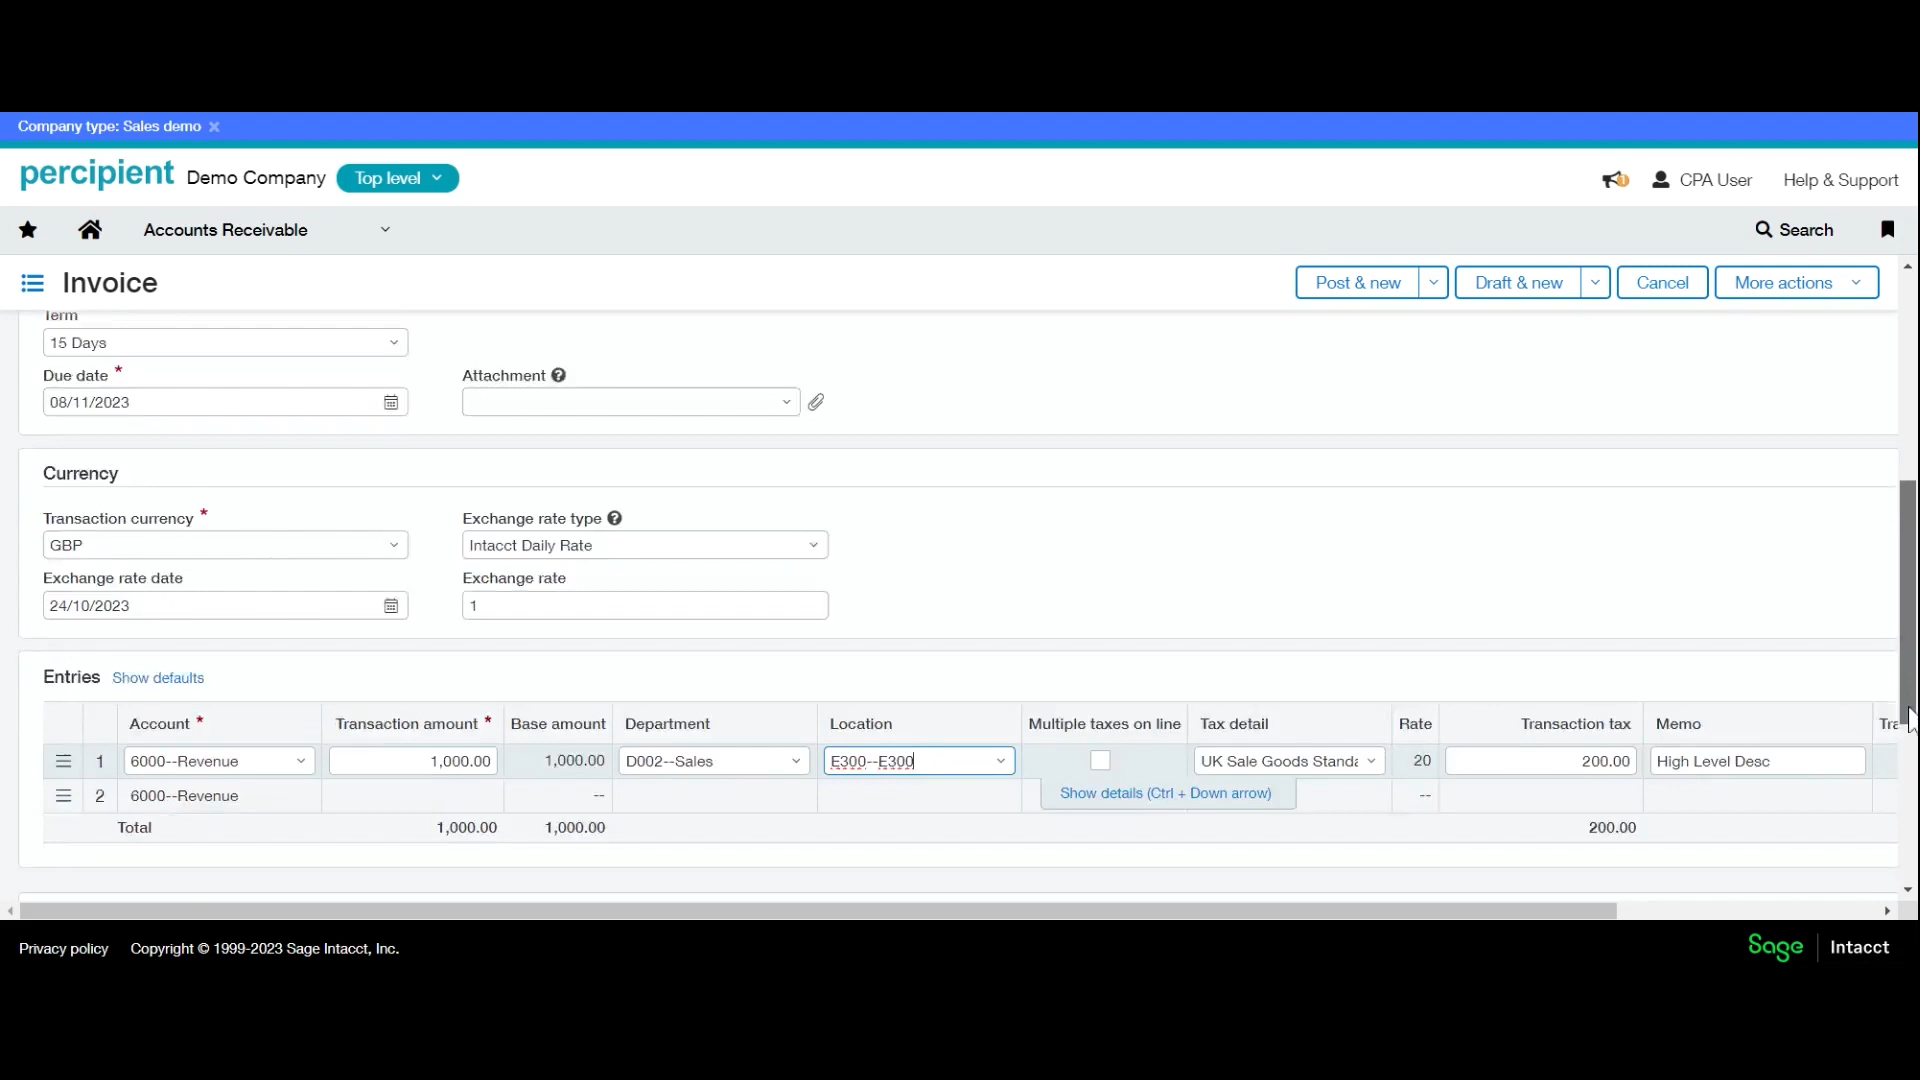 Company type: Sales demo
percipient Demo Company Top level
1 CPA User Help & Support
Accounts Receivable Search
Invoice Post & new Draft & new Cancel More actions
Term
15 Days
Due date * Attachment
08/11/2023
Currency
Transaction currency * Exchange rate type
GBP Intacct Daily Rate
Exchange rate date Exchange rate
24/10/2023 1
Entries Show defaults
Account * Transaction amount * Base amount Department Location Multiple taxes on line Tax detail Rate Transaction tax Memo Tra
1 6000--Revenue 1,000.00 1,000.00 D002--Sales E300--E300 UK Sale Goods Standa 20 200.00 High Level Desc
2 6000--Revenue -- Show details (Ctrl + Down arrow) --
Total 1,000.00 1,000.00 200.00
Privacy policy Copyright © 1999-2023 Sage Intacct, Inc. Sage Intacct